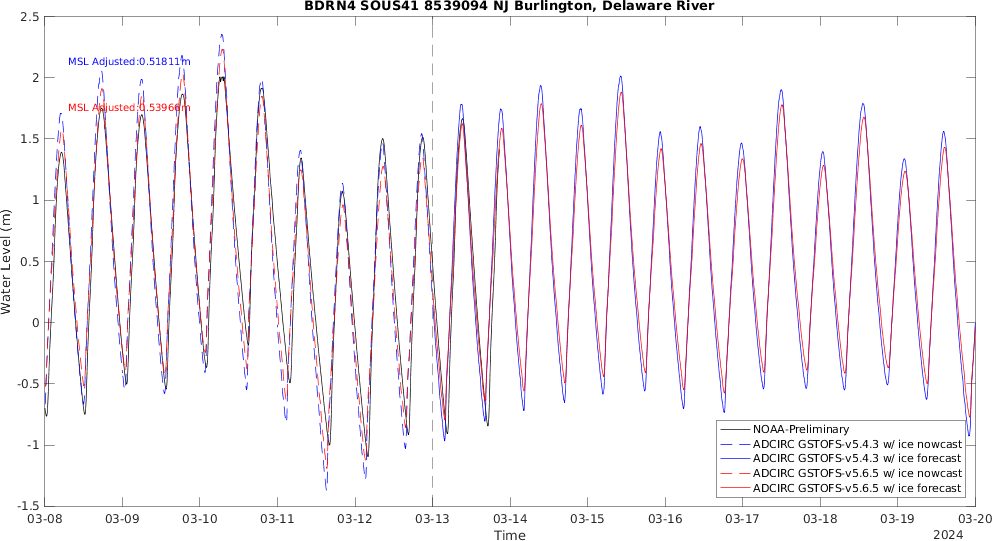 BDRN4 SOUS41 8539094 NJ Burlington, Delaware River
2.5
2
1.5
1
0.5
0
-0.5
-1
-1.5
Water Level (m)
MSL Adjusted:0.51811m
MSL Adjusted:0.53966m
NOAA-Preliminary
ADCIRC GSTOFS-v5.4.3 w/ ice nowcast
ADCIRC GSTOFS-v5.4.3 w/ ice forecast
ADCIRC GSTOFS-v5.6.5 w/ ice nowcast
ADCIRC GSTOFS-v5.6.5 w/ ice forecast
03-08 03-09 03-10 03-11 03-12 03-13 03-14 03-15 03-16 03-17 03-18 03-19 03-20
Time
2024